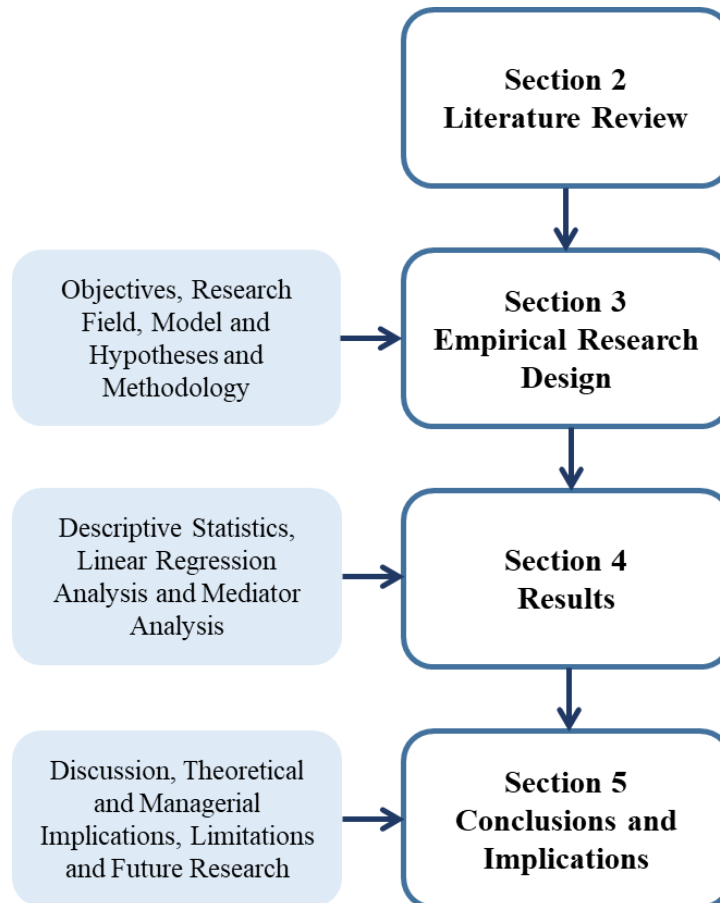 Section 2
Literature Review
Objectives, Research
Field, Model and
Hypotheses and
Methodology
Section 3
Empirical Research
Design
Descriptive Statistics,
Linear Regression
Analysis and Mediator
Analysis
Section 4
Results
Discussion, Theoretical
and Managerial
Implications, Limitations
and Future Research
Section 5
Conclusions and
Implications